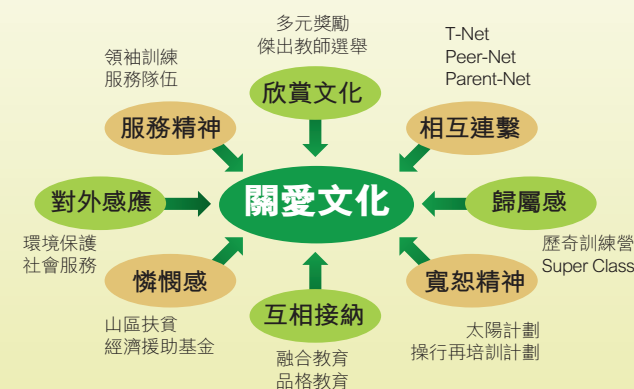 多元獎勵
傑出教師選舉
欣賞文化
T-Net
Peer-Net
Parent-Net
相互連繫
歸屬感
歷奇訓練營
Super Class
寬恕精神
太陽計劃
操行再培訓計劃
互相接納
融合教育
品格教育
憐憫感
山區扶貧
經濟援助基金
對外感應
環境保護
社會服務
領袖訓練
服務隊伍
服務精神
關愛文化